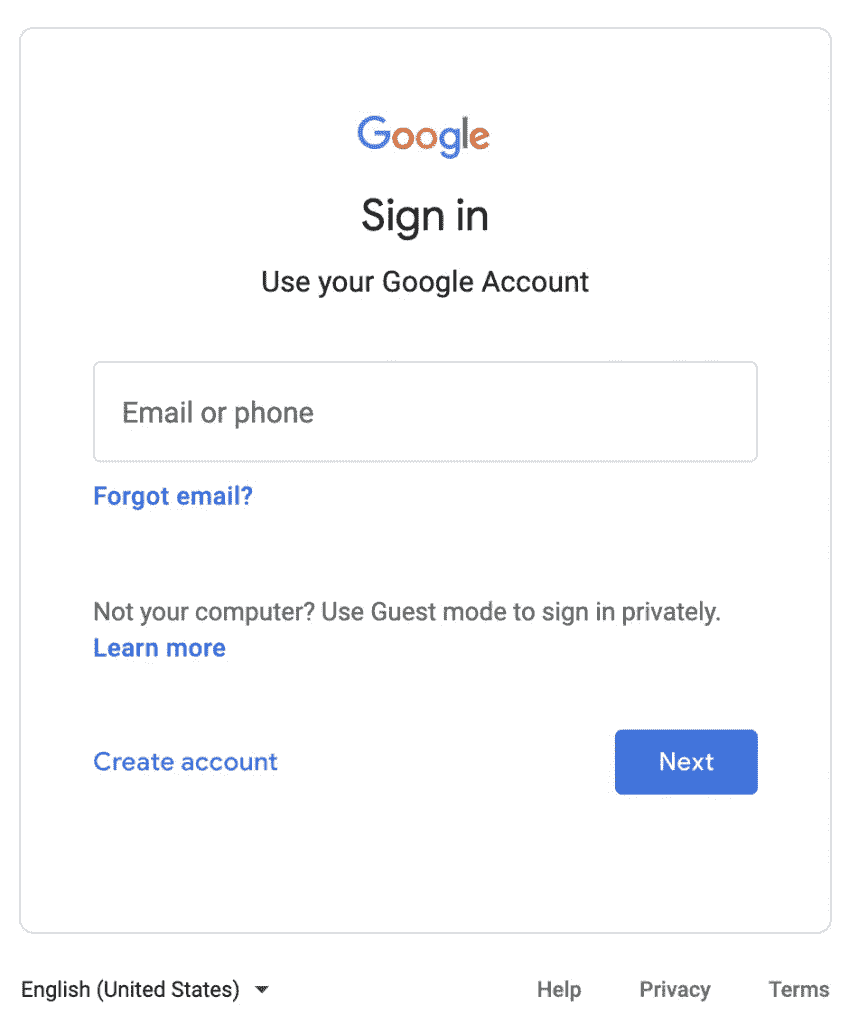 Google
Sign in
Use your Google Account
Email or phone
Forgot email?
Not your computer? Use Guest mode to sign in privately.
Learn more
Create account
Next
English (United States)
Help
Privacy
Terms